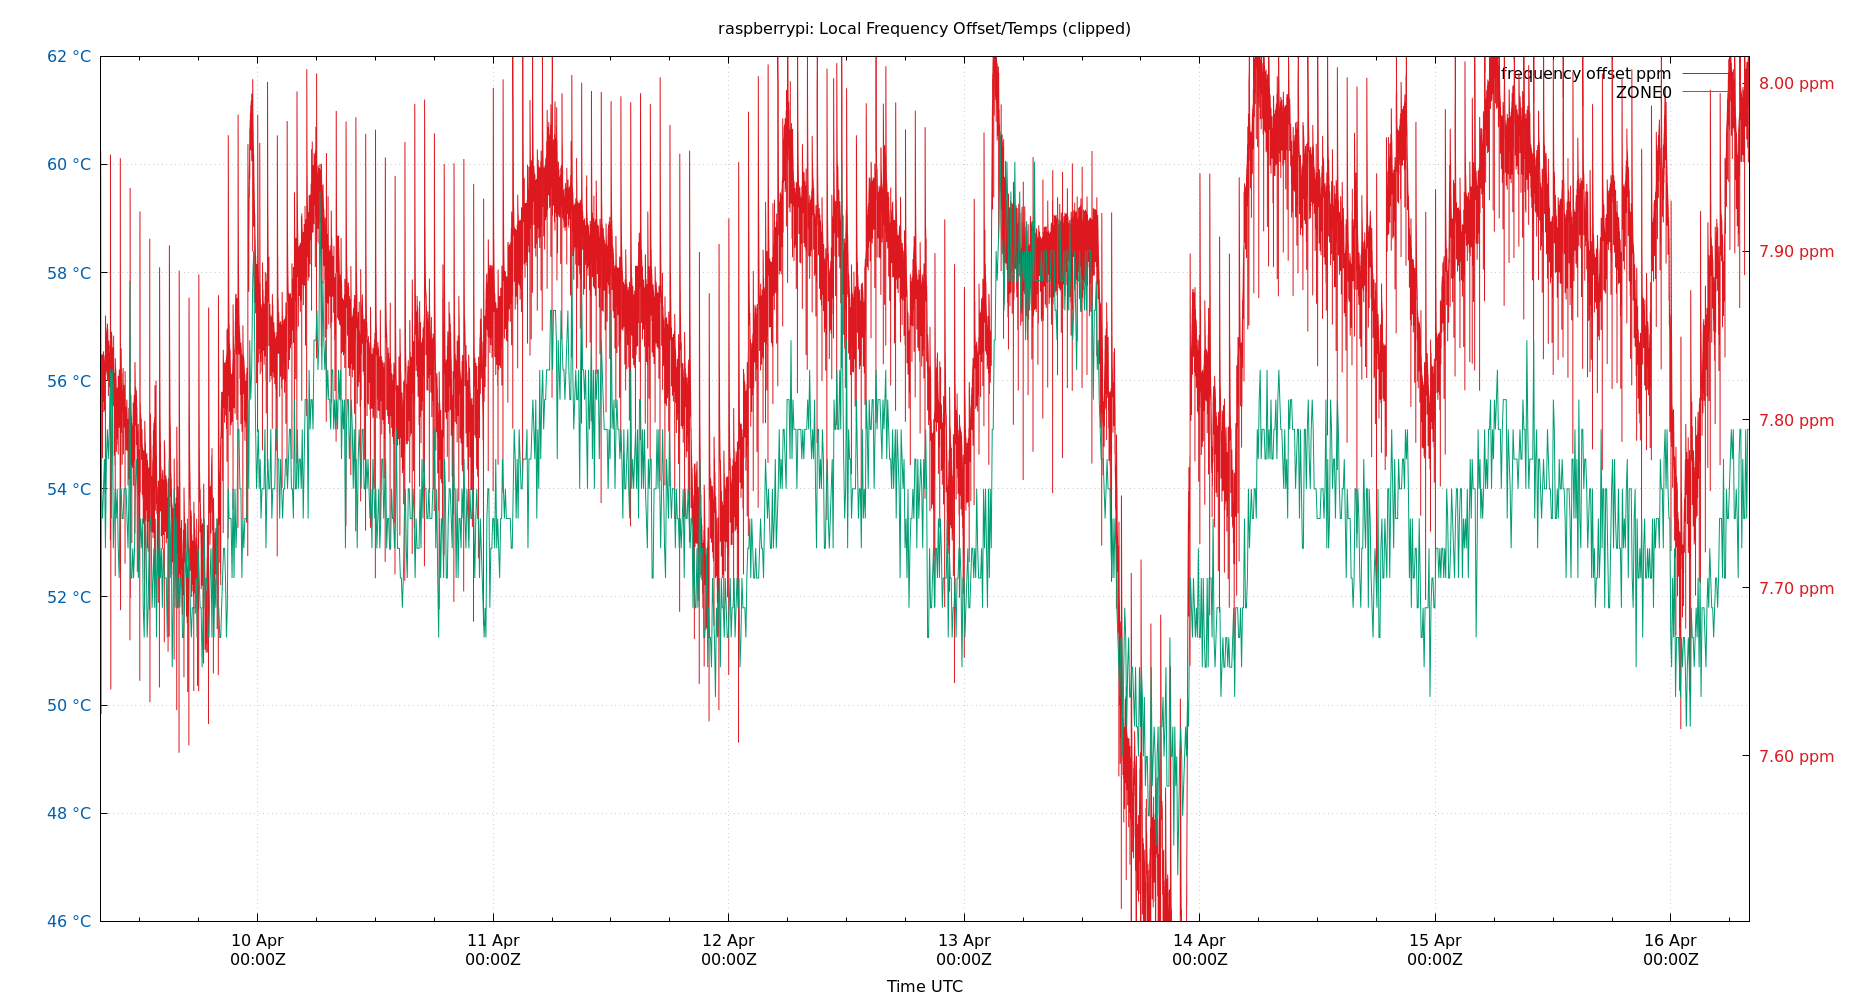 raspberrypi: Local Frequency Offset/Temps (clipped)
62 °C
60 °C
58 °C
56 °C
54 °C
52 °C
50 °C
48 °C
46 °C
frequency offset ppm
ZONE0
8.00 ppm
7.90 ppm
7.80 ppm
7.70 ppm
7.60 ppm
10 Apr
00:00Z
11 Apr
00:00Z
12 Apr
00:00Z
13 Apr
00:00Z
14 Apr
00:00Z
15 Apr
00:00Z
16 Apr
00:00Z
Time UTC